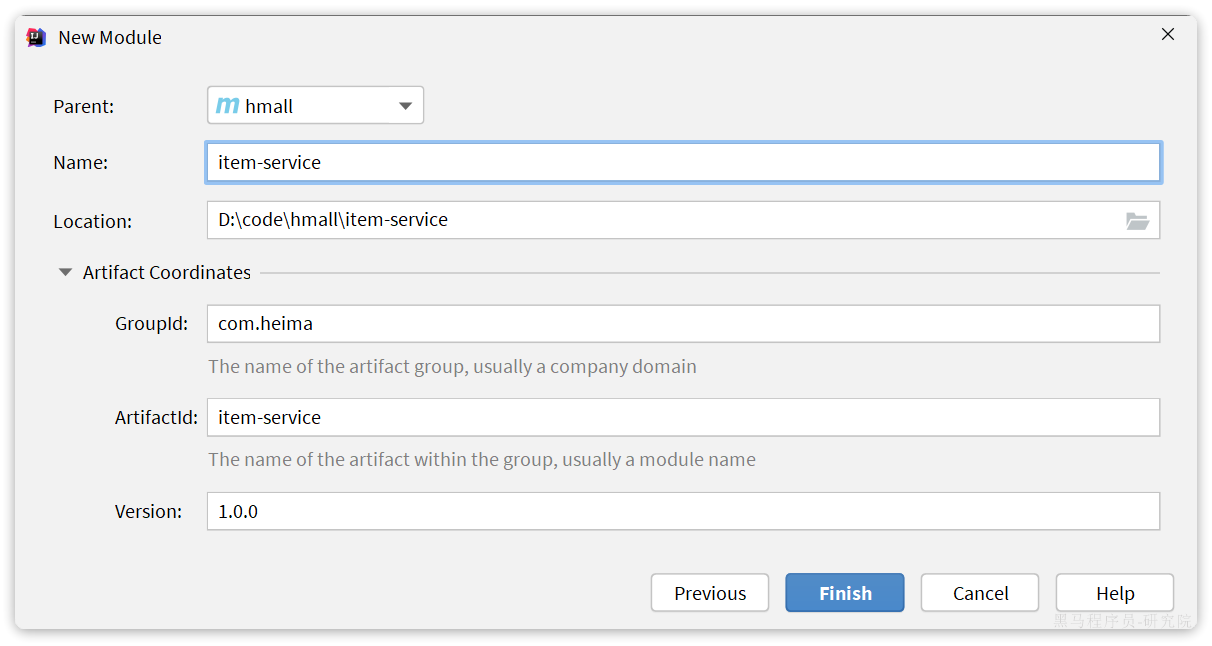 New Module
Parent: m hmall
Name: item-service
Location: D:\code\hmall\item-service
Artifact Coordinates
GroupId: com.heima
The name of the artifact group, usually a company domain
ArtifactId: item-service
The name of the artifact within the group, usually a module name
Version: 1.0.0
Previous Finish Cancel Help
黑马程序员-研究院